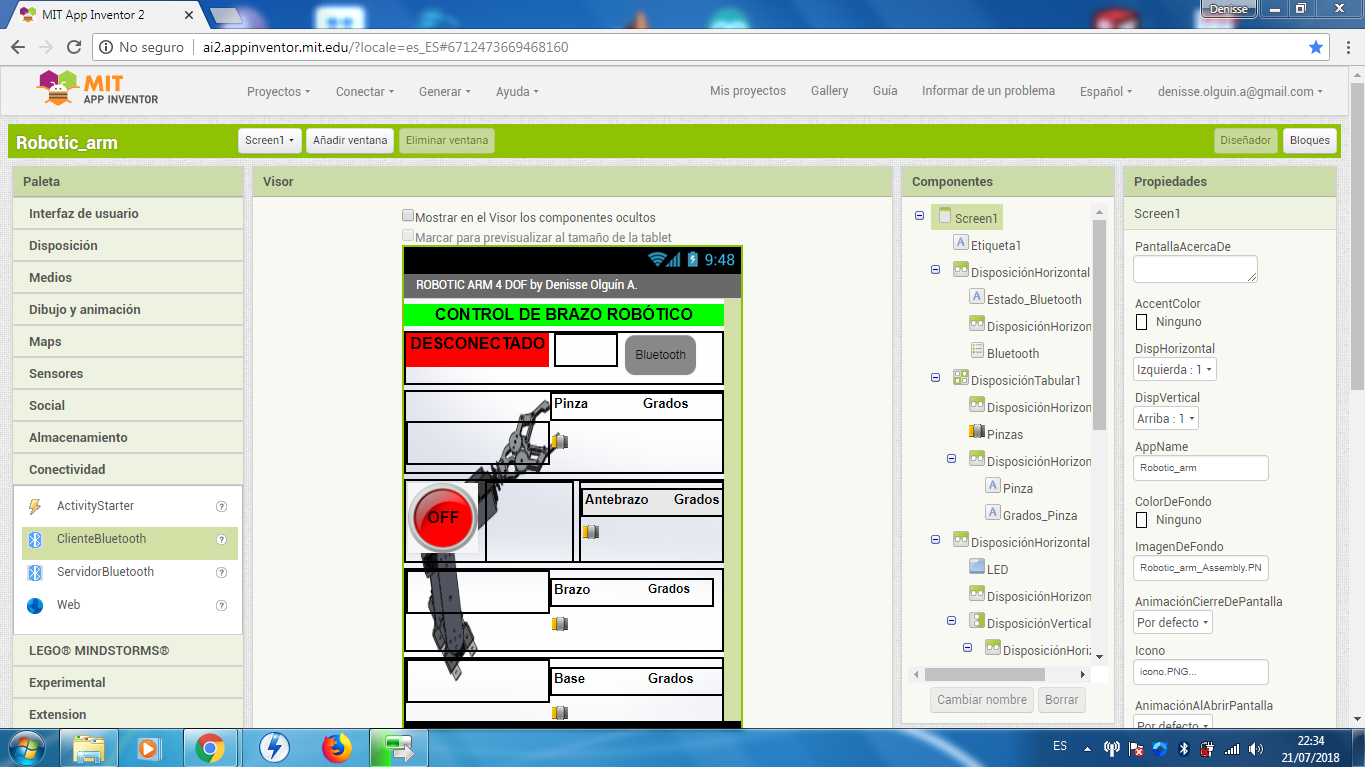 MIT App Inventor 2
Denisse
No seguro
ai2.appinventor.mit.edu/?locale=es_ES#6712473669468160
MIT
APP INVENTOR
Proyectos
Conectar
Generar
Ayuda
Mis proyectos
Gallery
Guía
Informar de un problema
Español
denisse.olguin.a@gmail.com
Robotic_arm
Screen1
Añadir ventana
Eliminar ventana
Diseñador
Bloques
Paleta
Interfaz de usuario
Disposición
Medios
Dibujo y animación
Maps
Sensores
Social
Almacenamiento
Conectividad
ActivityStarter
ClienteBluetooth
ServidorBluetooth
Web
LEGO® MINDSTORMS®
Experimental
Extension
Visor
Mostrar en el Visor los componentes ocultos
Marcar para previsualizar al tamaño de la tablet
9:48
ROBOTIC ARM 4 DOF by Denisse Olguín A.
CONTROL DE BRAZO ROBÓTICO
DESCONECTADO
Bluetooth
Pinza Grados
OFF
Antebrazo Grados
Brazo Grados
Base Grados
Componentes
Screen1
Etiqueta1
DisposiciónHorizontal
Estado_Bluetooth
DisposiciónHorizon
Bluetooth
DisposiciónTabular1
DisposiciónHorizon
Pinzas
DisposiciónHorizon
Pinza
Grados_Pinza
DisposiciónHorizontal
LED
DisposiciónHorizon
DisposiciónVertical
DisposiciónHoriz
Cambiar nombre
Borrar
Propiedades
Screen1
PantallaAcercaDe
AccentColor
Ninguno
DispHorizontal
Izquierda : 1
DispVertical
Arriba : 1
AppName
Robotic_arm
ColorDeFondo
Ninguno
ImagenDeFondo
Robotic_arm_Assembly.PN
AnimaciónCierreDePantalla
Por defecto
Icono
icono.PNG...
AnimaciónAlAbrirPantalla
Por defecto
ES
22:34
21/07/2018